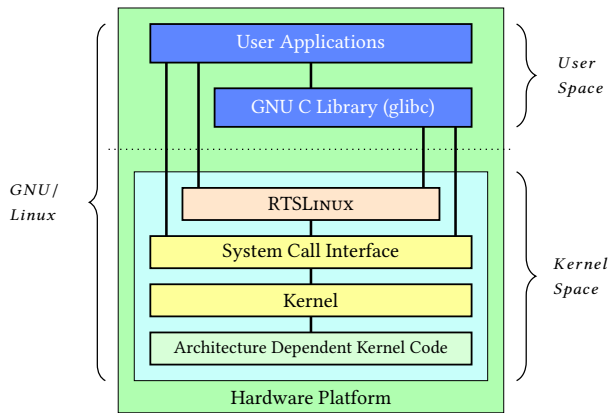 User Applications
User
Space
GNU C Library (glibc)
GNU/
Linux
RTSLINUX
System Call Interface
Kernel
Space
Kernel
Architecture Dependent Kernel Code
Hardware Platform